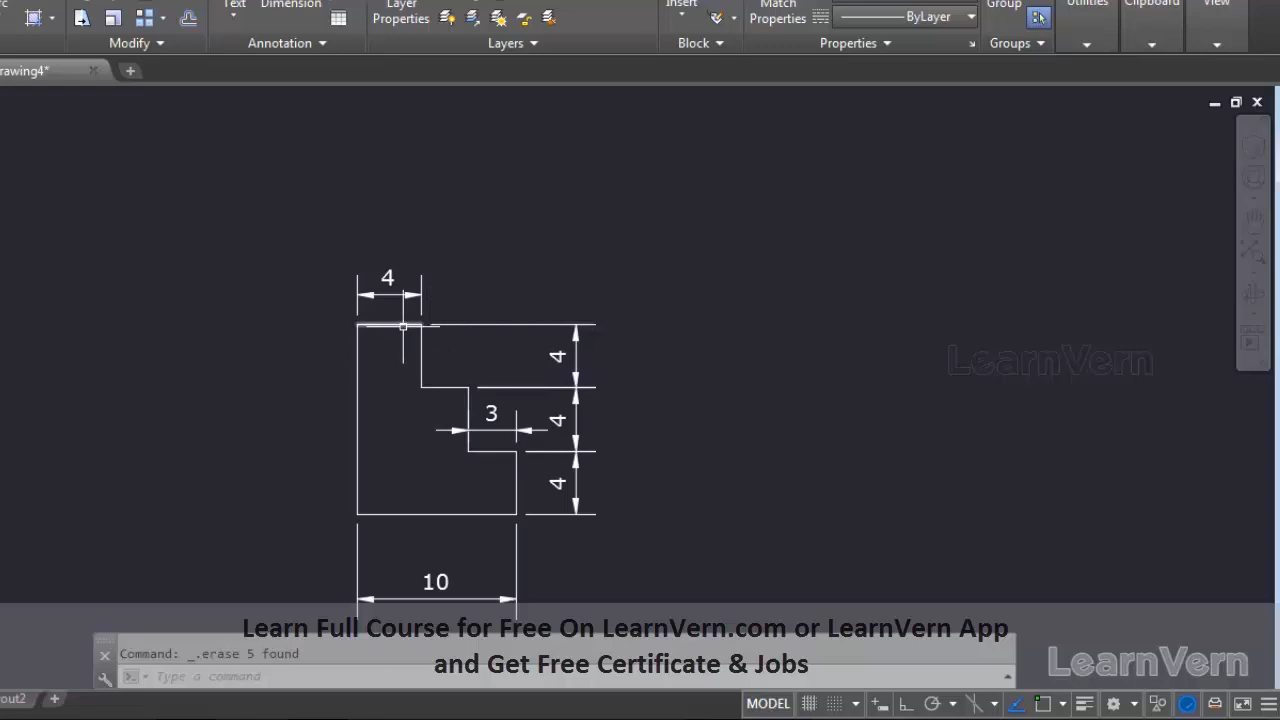 Text
Dimension
Layer
Properties
Insert
Match
Properties
ByLayer
Group
Utilities
Clipboard
View
Modify
Annotation
Layers
Block
Properties
Groups
rawing4*
4
4
3
4
4
10
LearnVern
Learn Full Course for Free On LearnVern.com or LearnVern App
and Get Free Certificate & Jobs
Command: _.erase 5 found
Type a command
LearnVern
out2
MODEL